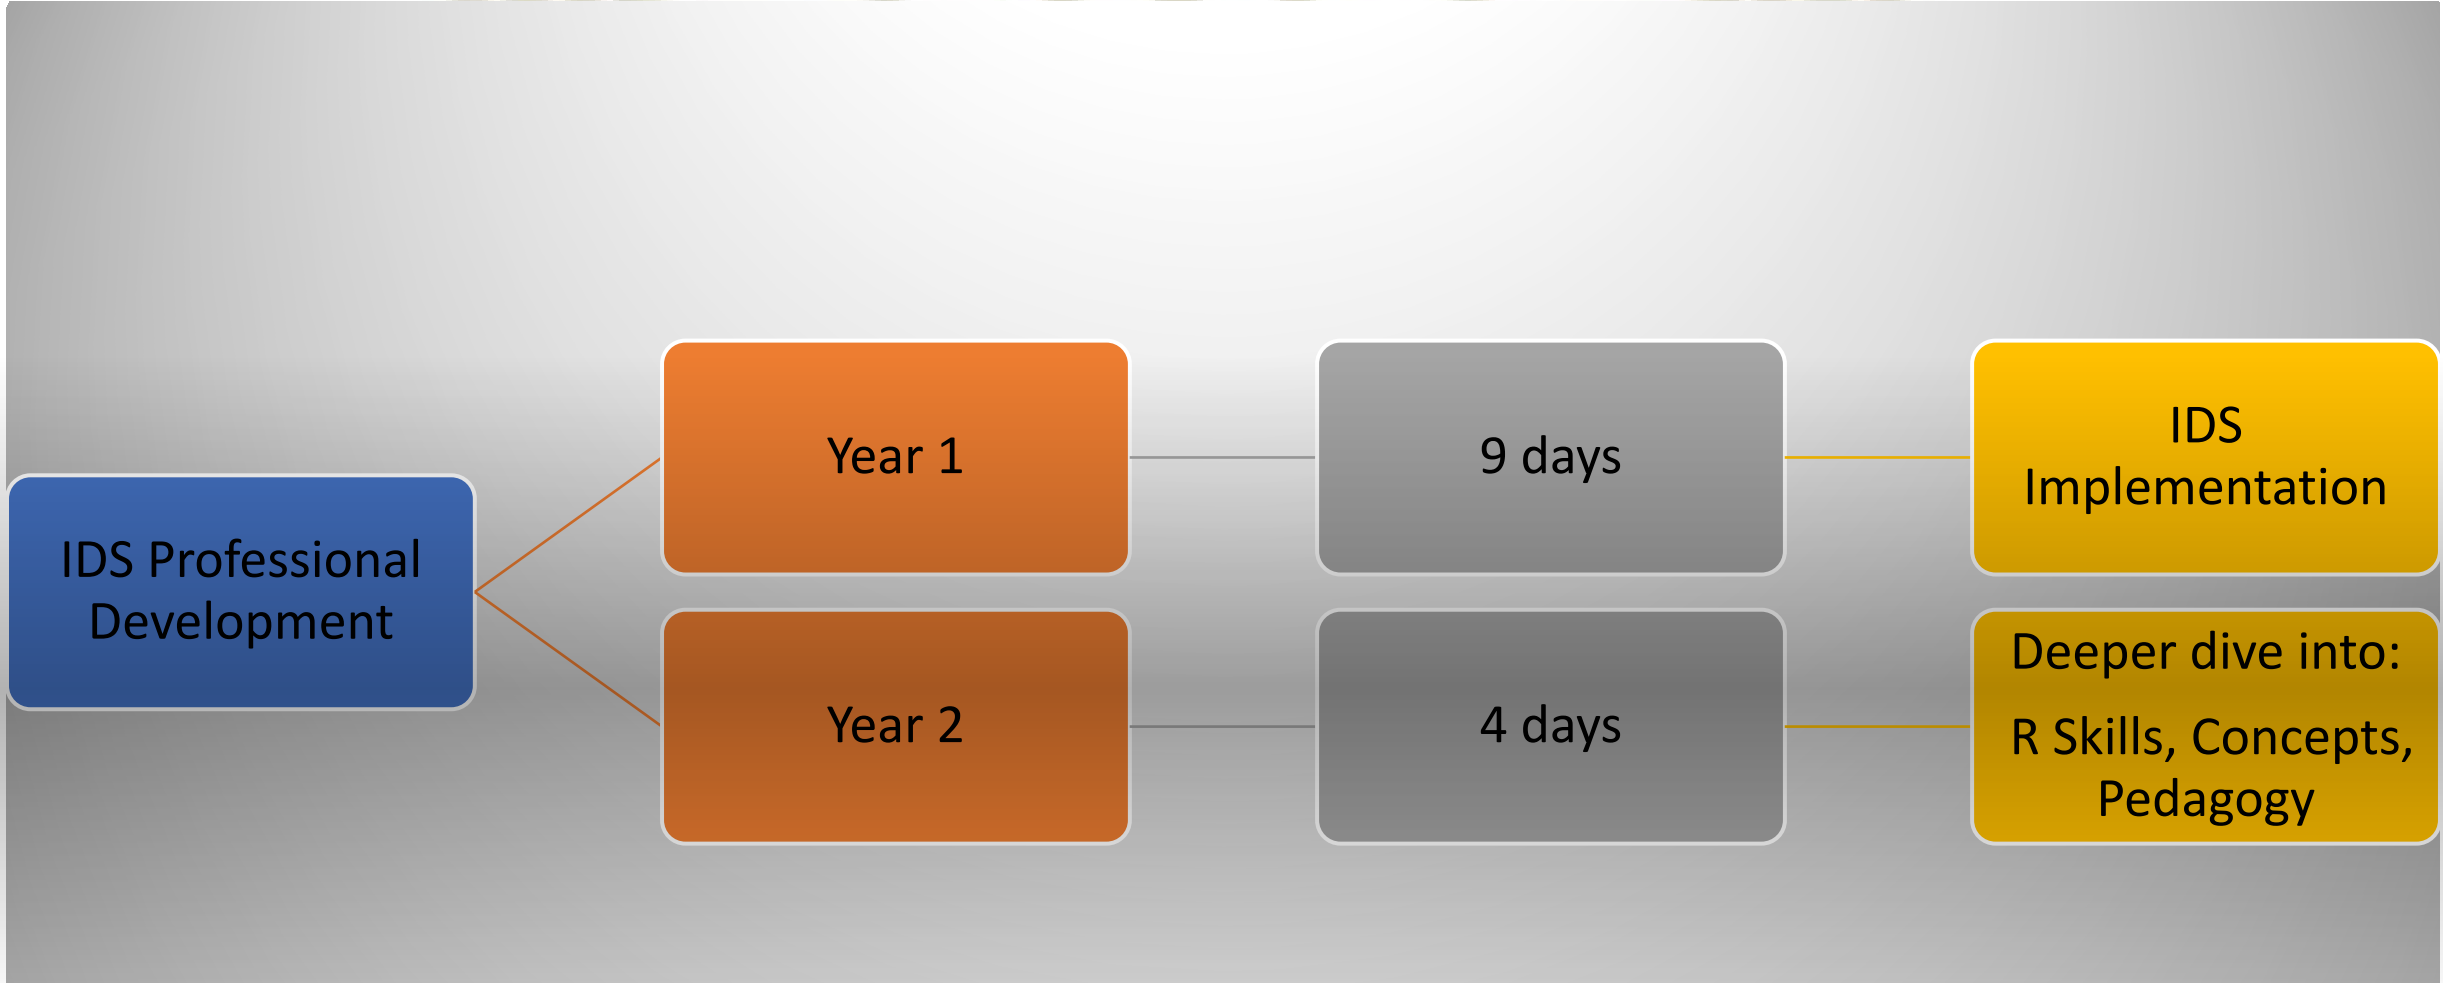 IDS Professional
Development
Year 1
9 days
IDS
Implementation
Year 2
4 days
Deeper dive into:
R Skills, Concepts,
Pedagogy